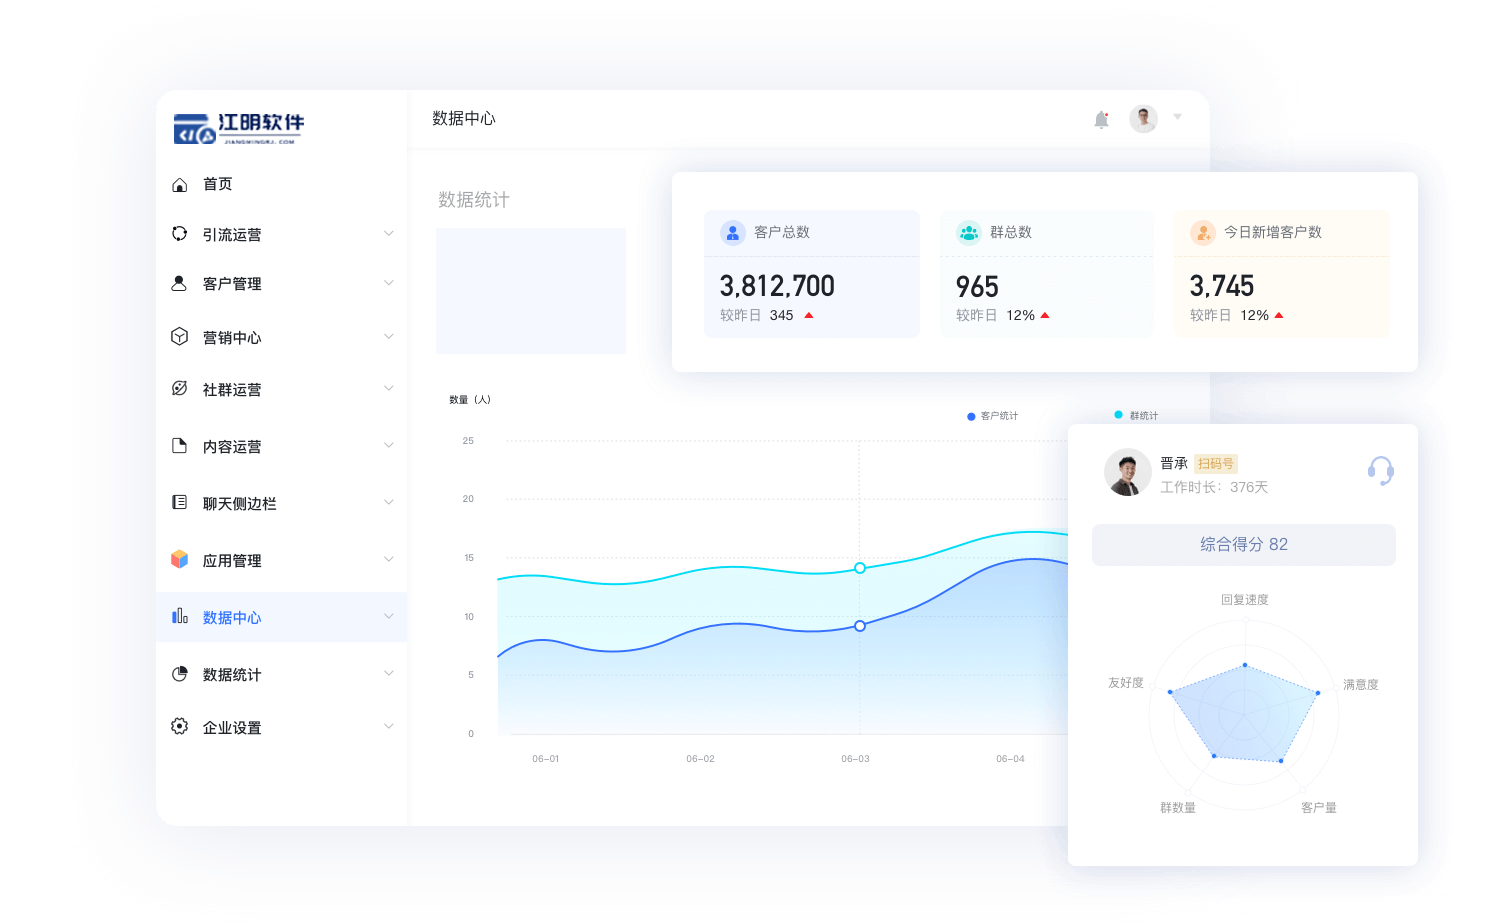 江明软件
JIANGMINGRJ.COM
首页
引流运营
客户管理
营销中心
社群运营
内容运营
聊天侧边栏
应用管理
数据中心
数据统计
企业设置
数据中心
数据统计
客户总数
3,812,700
较昨日 345
群总数
965
较昨日 12%
今日新增客户数
3,745
较昨日 12%
数量（人）
客户统计
群统计
25
20
15
10
5
0
06-01
06-02
06-03
06-04
晋承 扫码号
工作时长：376天
综合得分 82
回复速度
友好度
满意度
群数量
客户量